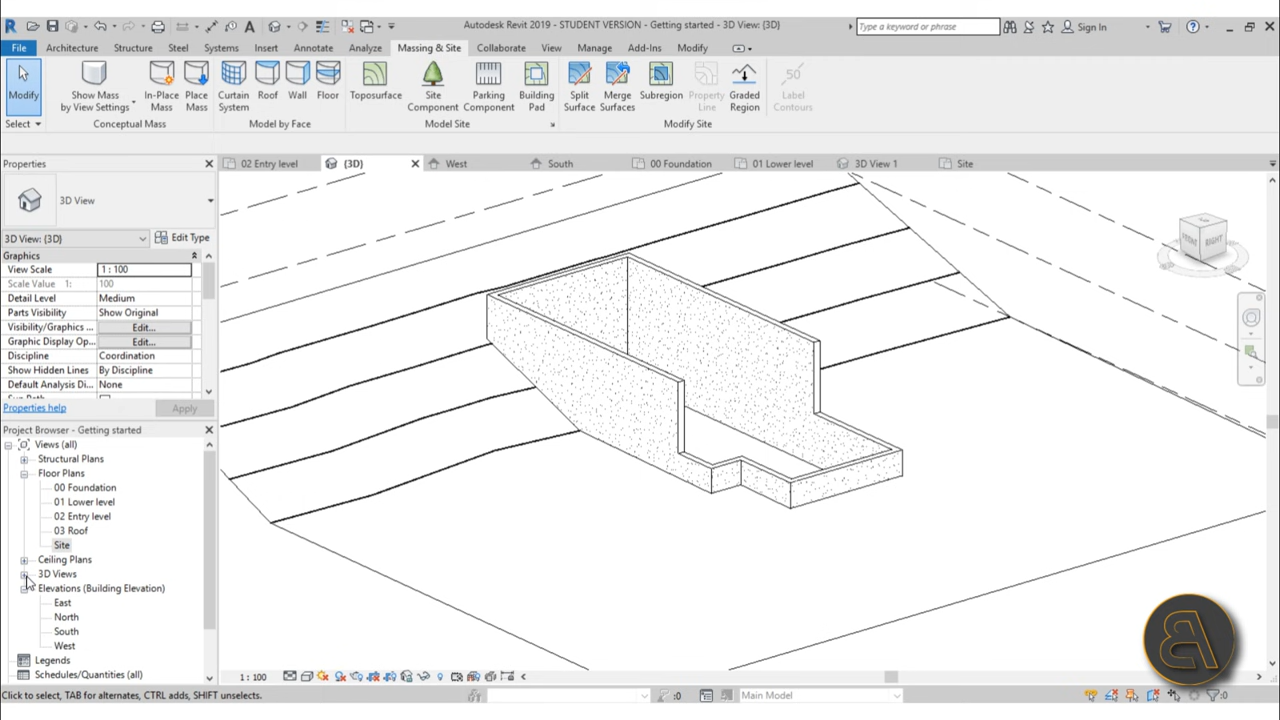 Autodesk Revit 2019 - STUDENT VERSION - Getting started - 3D View: {3D}
Type a keyword or phrase
Sign In
File Architecture Structure Steel Systems Insert Annotate Analyze Massing & Site Collaborate View Manage Add-Ins Modify
Modify
Show Mass
by View Settings
In-Place
Mass
Place
Mass
Curtain
System
Roof
Wall
Floor
Toposurface
Site
Component
Parking
Component
Building
Pad
Split
Surface
Merge
Surfaces
Subregion
Property
Line
Graded
Region
50
Label
Contours
Select
Conceptual Mass
Model by Face
Model Site
Modify Site
Properties
02 Entry level
{3D}
West
South
00 Foundation
01 Lower level
3D View 1
Site
3D View
3D View: {3D}
Edit Type
Graphics
View Scale 1 : 100
Scale Value 1: 100
Detail Level Medium
Parts Visibility Show Original
Visibility/Graphics ... Edit...
Graphic Display Op... Edit...
Discipline Coordination
Show Hidden Lines By Discipline
Default Analysis Di... None
Properties help
Apply
Project Browser - Getting started
Views (all)
Structural Plans
Floor Plans
00 Foundation
01 Lower level
02 Entry level
03 Roof
Site
Ceiling Plans
3D Views
Elevations (Building Elevation)
East
North
South
West
Legends
Schedules/Quantities (all)
FRONT
RIGHT
1 : 100
Click to select, TAB for alternates, CTRL adds, SHIFT unselects.
:0
Main Model
:0